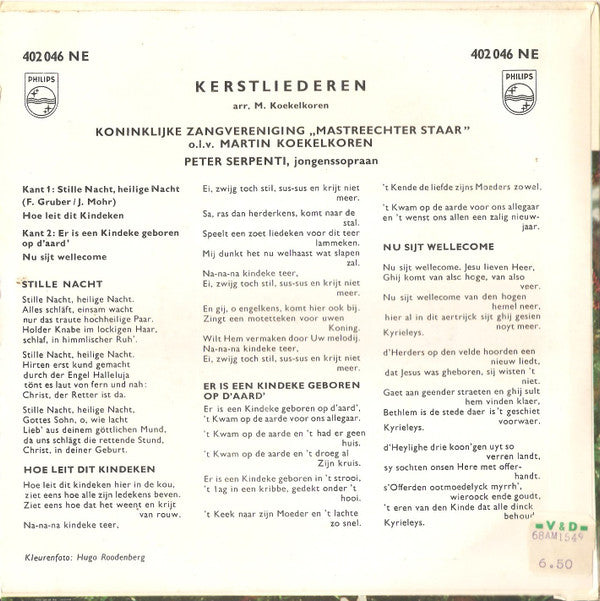 402 046 NE
402 046 NE
PHILIPS
PHILIPS
KERSTLIEDEREN
arr. M. Koekelkoren
KONINKLIJKE ZANGVERENIGING „MASTREECHTER STAAR”
o.l.v. MARTIN KOEKELKOREN
PETER SERPENTI, jongenssopraan
Kant 1: Stille Nacht, heilige Nacht
(F. Gruber / J. Mohr)
Hoe leit dit Kindeken
Kant 2: Er is een Kindeke geboren
op d'aard'
Nu sijt wellecome
STILLE NACHT
Stille Nacht, heilige Nacht.
Alles schläft, einsam wacht
nur das traute hochheilige Paar.
Holder Knabe im lockigen Haar,
schlaf, in himmlischer Ruh'.
Stille Nacht, heilige Nacht,
Hirten erst kund gemacht
durch der Engel Halleluja
tönt es laut von fern und nah:
Christ, der Retter ist da.
Stille Nacht, heilige Nacht,
Gottes Sohn, o, wie lacht
Lieb' aus deinem göttlichen Mund,
da uns schlägt die rettende Stund,
Christ, in deiner Geburt.
HOE LEIT DIT KINDEKEN
Hoe leit dit kindeken hier in de kou,
ziet eens hoe alle zijn ledekens beven.
Ziet eens hoe dat het weent en krijt
van rouw.
Na-na-na kindeke teer,
Ei, zwijg toch stil, sus-sus en krijt niet
meer.
Sa, ras dan herderkens, komt naar de
stal.
Speelt een zoet liedeken voor dit teer
lammeken.
Mij dunkt het nu welhaast wat slapen
zal.
Na-na-na kindeke teer,
Ei, zwijg toch stil, sus-sus en krijt niet
meer.
En gij, o engelkens, komt hier ook bij.
Zingt een motetteken voor uwen
Koning.
Wilt Hem vermaken door Uw melodij.
Na-na-na kindeke teer,
Ei, zwijg toch stil, sus-sus en krijt niet
meer.
ER IS EEN KINDEKE GEBOREN
OP D'AARD'
Er is een Kindeke geboren op d'aard',
't Kwam op de aarde voor ons allegaar.
't Kwam op de aarde en 't had er geen
huis.
't Kwam op de aarde en 't droeg al
Zijn kruis.
Er is een Kindeke geboren in 't strooi,
't lag in een kribbe, gedekt onder 't
hooi.
't Keek naar zijn Moeder en 't lachte
zo snel.
't Kende de liefde zijns Moeders zo wel.
't Kwam op de aarde voor ons allegaar
en 't wenst ons allen een zalig nieuw-
jaar.
NU SIJT WELLECOME
Nu sijt wellecome. Jesu lieven Heer,
Ghij komt van alsc hoge, van also
veer.
Nu sijt wellecome van den hogen
hemel neer,
hier al in dit aertrijck sijt ghij gesien
noyt meer.
Kyrieleys.
d'Herders op den velde hoorden een
nieuw liedt,
dat Jesus was gheboren, sij wisten 't
niet.
Gaet aan geender straeten en ghij sult
hem vinden klaer,
Bethlem is de stede daer is 't geschiet
voorwaer.
Kyrieleys.
d'Heylighe drie koon'gen uyt so
verren landt,
sy sochten onsen Here met offer-
handt.
s'Offerden ootmoedelyck myrrh',
wieroock ende goudt,
't eren van den Kinde dat alle dinck
behoud
Kyrieleys.
Kleurenfoto: Hugo Roodenberg
V & D
68AM1549
6.50